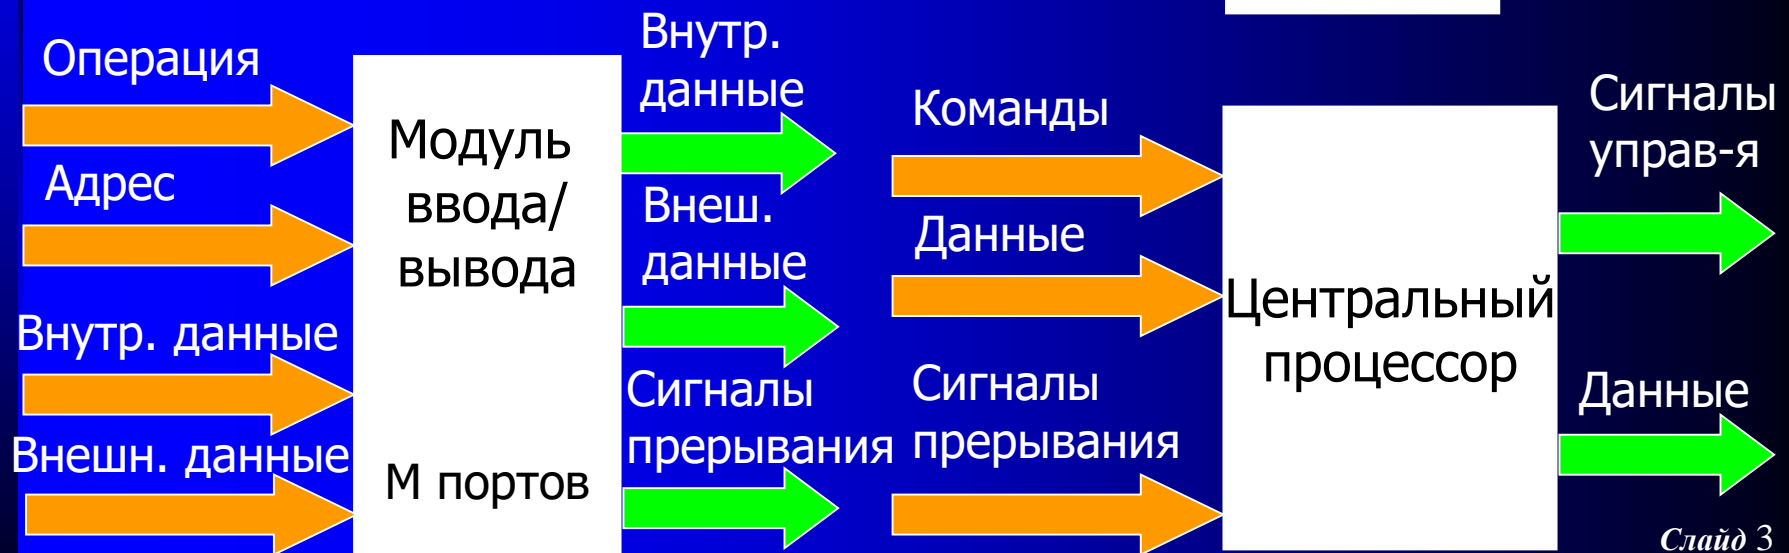 Операция
Адрес
Внутр. данные
Внешн. данные
Модуль
ввода/
вывода
М портов
Внутр.
данные
Внеш.
данные
Сигналы
прерывания
Команды
Данные
Сигналы
прерывания
Центральный
процессор
Сигналы
управ-я
Данные
Слайд 3